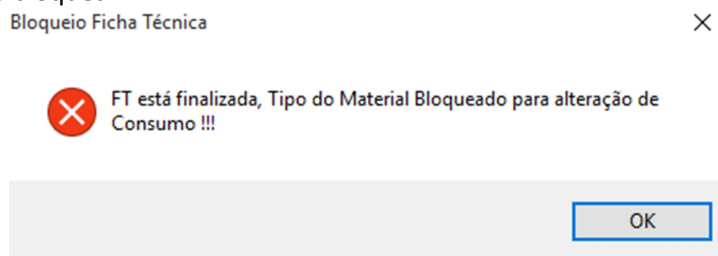 Bloqueio Ficha Técnica
FT está finalizada, Tipo do Material Bloqueado para alteração de
Consumo !!!
OK